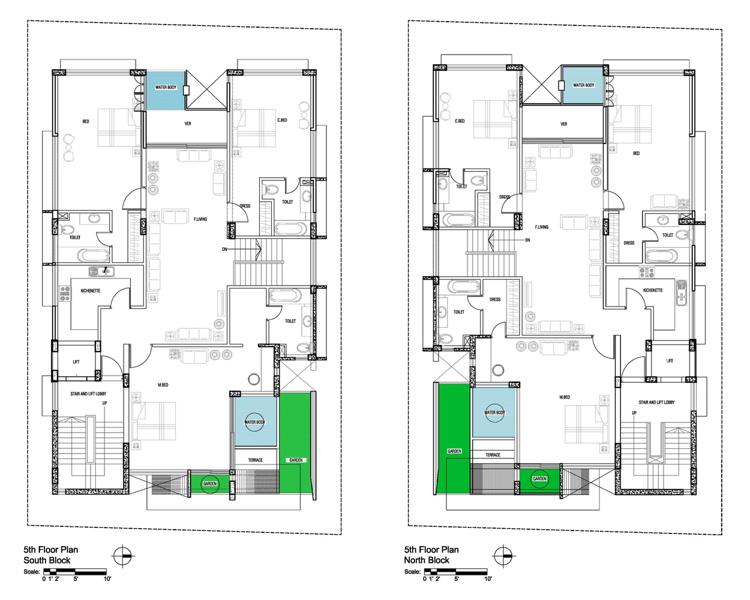 WATER BODY
BED
VER
C.BED
F.LIVING
DRESS
TOILET
TOILET
DN
KICHENETTE
TOILET
LIFT
M.BED
STAIR AND LIFT LOBBY
UP
WATER BODY
TERRACE
GARDEN
GARDEN
5th Floor Plan
South Block
Scale:
0 1' 2' 5' 10'
WATER BODY
C.BED
VER
BED
TOILET
DRESS
F.LIVING
TOILET
DN
DRESS
KICHENETTE
DRESS
TOILET
LIFT
M.BED
STAIR AND LIFT LOBBY
UP
WATER BODY
GARDEN
TERRACE
GARDEN
5th Floor Plan
North Block
Scale:
0 1' 2' 5' 10'